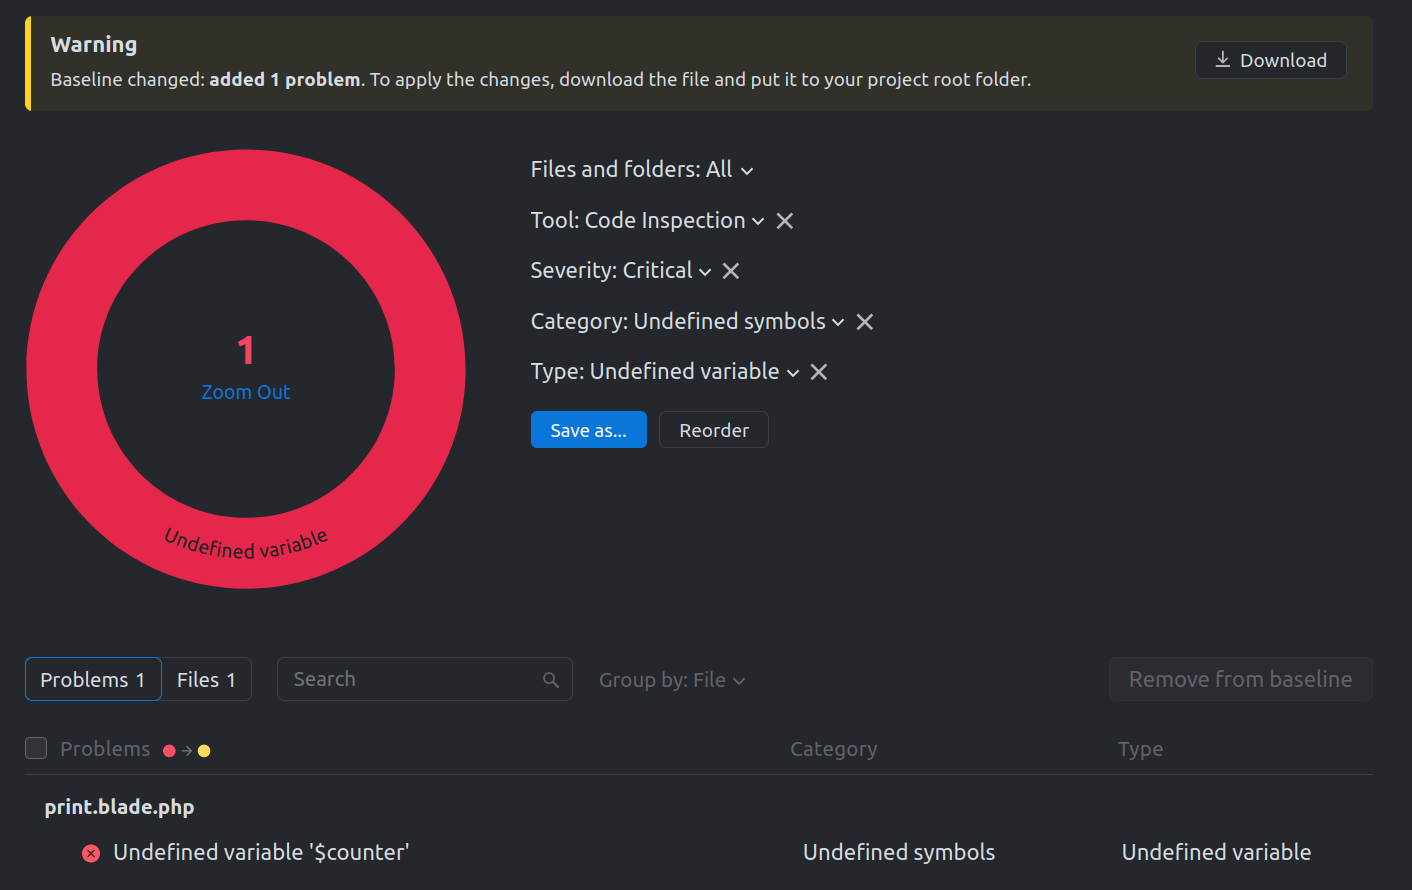 Warning
Baseline changed: added 1 problem. To apply the changes, download the file and put it to your project root folder.
Download
Files and folders: All
Tool: Code Inspection
Severity: Critical
Category: Undefined symbols
Type: Undefined variable
Save as...
Reorder
1
Zoom Out
Undefined variable
Problems 1
Files 1
Search
Group by: File
Remove from baseline
Problems
Category
Type
print.blade.php
Undefined variable '$counter'
Undefined symbols
Undefined variable